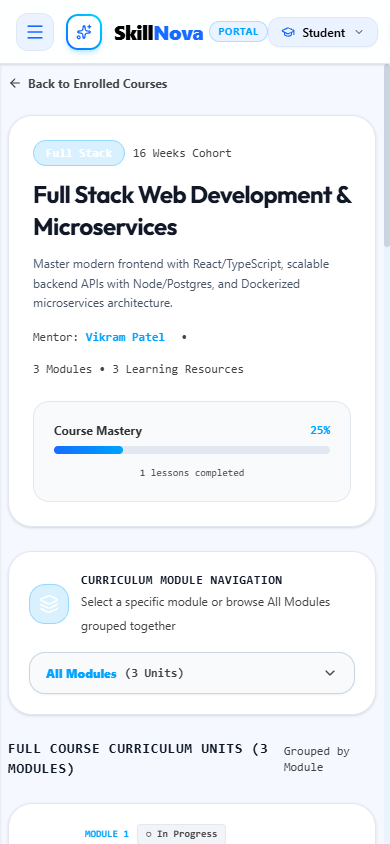 SkillNova PORTAL Student
Back to Enrolled Courses
Full Stack 16 Weeks Cohort
Full Stack Web Development &
Microservices
Master modern frontend with React/TypeScript, scalable
backend APIs with Node/Postgres, and Dockerized
microservices architecture.
Mentor: Vikram Patel •
3 Modules • 3 Learning Resources
Course Mastery 25%
1 lessons completed
CURRICULUM MODULE NAVIGATION
Select a specific module or browse All Modules
grouped together
All Modules (3 Units)
FULL COURSE CURRICULUM UNITS (3
MODULES)
Grouped by
Module
MODULE 1 ○ In Progress